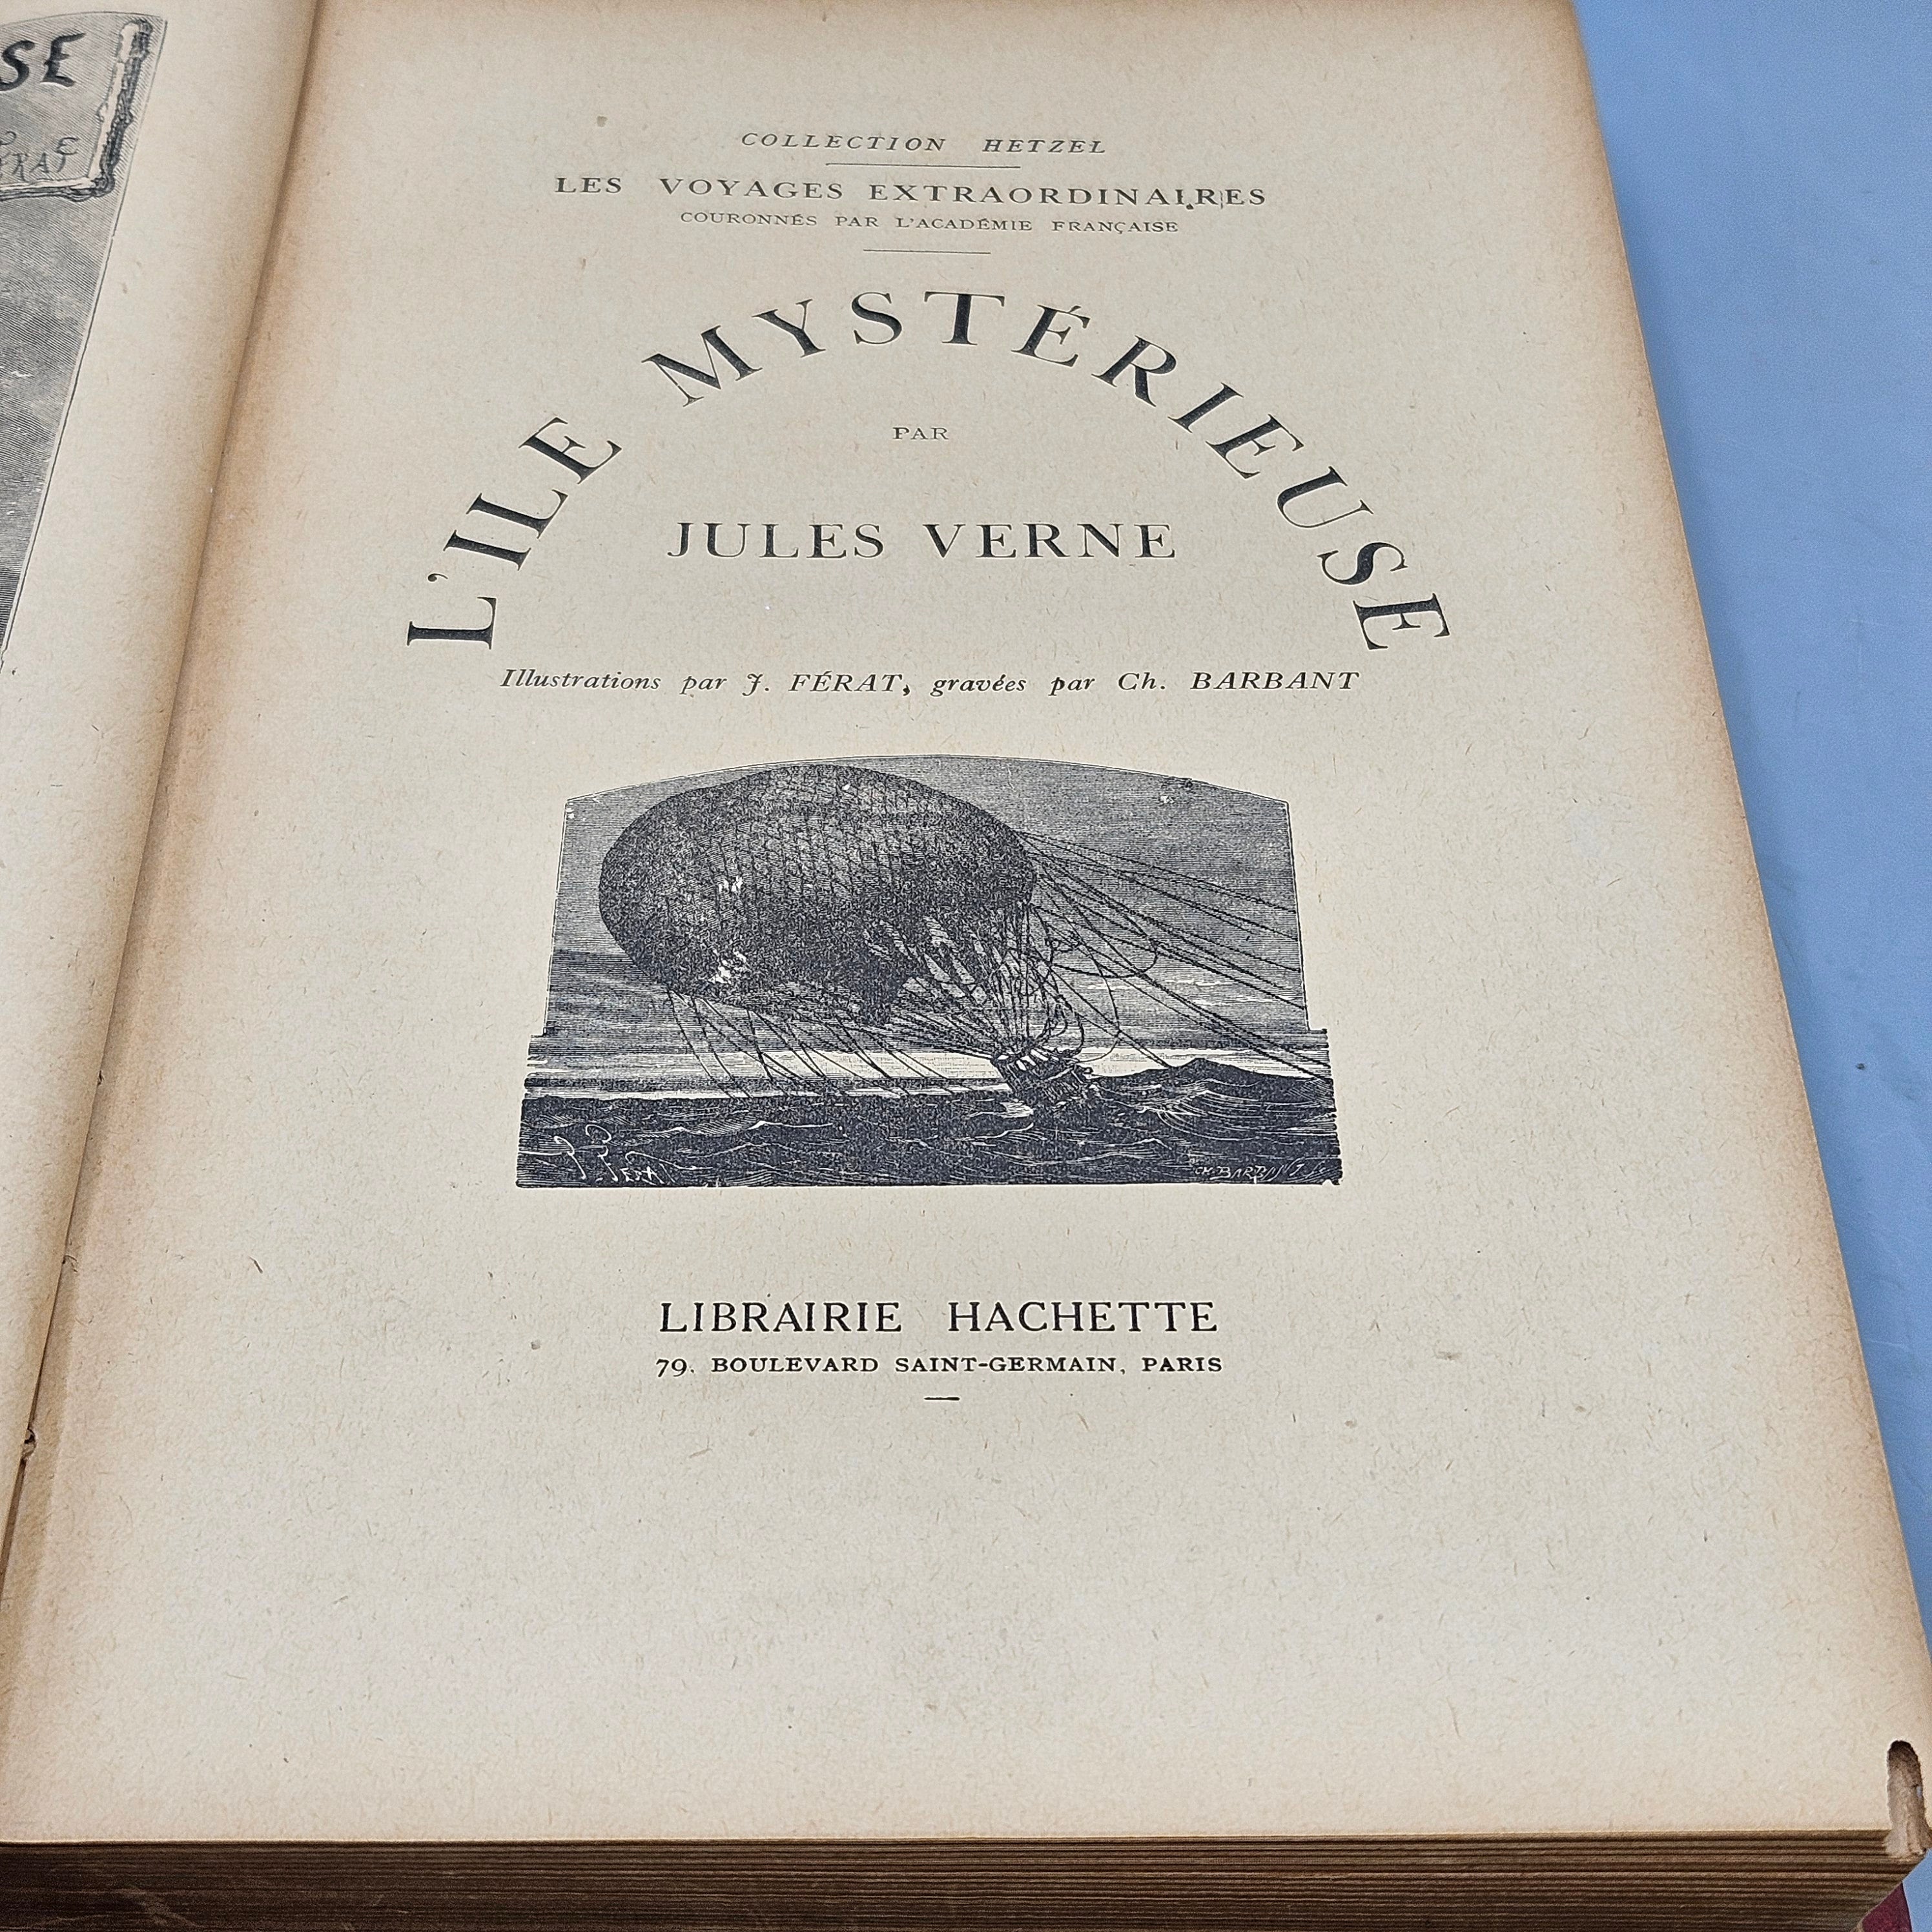 SE
COLLECTION HETZEL
LES VOYAGES EXTRAORDINAIRES
COURONNÉS PAR L'ACADÉMIE FRANÇAISE
L'ILE MYSTÉRIEUSE
PAR
JULES VERNE
Illustrations par J. FÉRAT, gravées par Ch. BARBANT
LIBRAIRIE HACHETTE
79. BOULEVARD SAINT-GERMAIN, PARIS